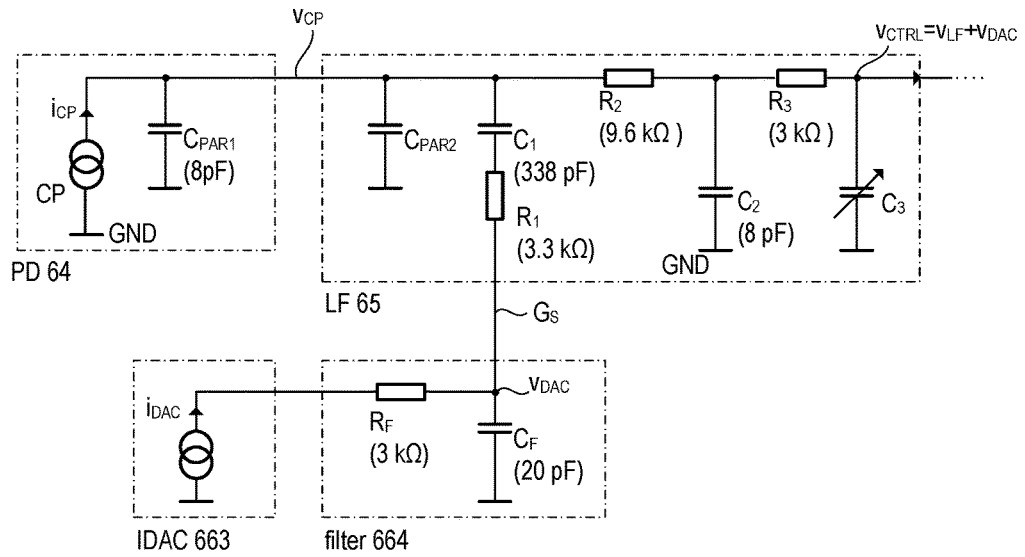 vCP
vCTRL=vLF+vDAC
iCP
CP
GND
CPAR1
(8pF)
PD 64
CPAR2
C1
(338 pF)
R1
(3.3 kΩ)
R2
(9.6 kΩ )
R3
(3 kΩ)
C2
(8 pF)
GND
C3
LF 65
GS
iDAC
IDAC 663
RF
(3 kΩ)
vDAC
CF
(20 pF)
filter 664